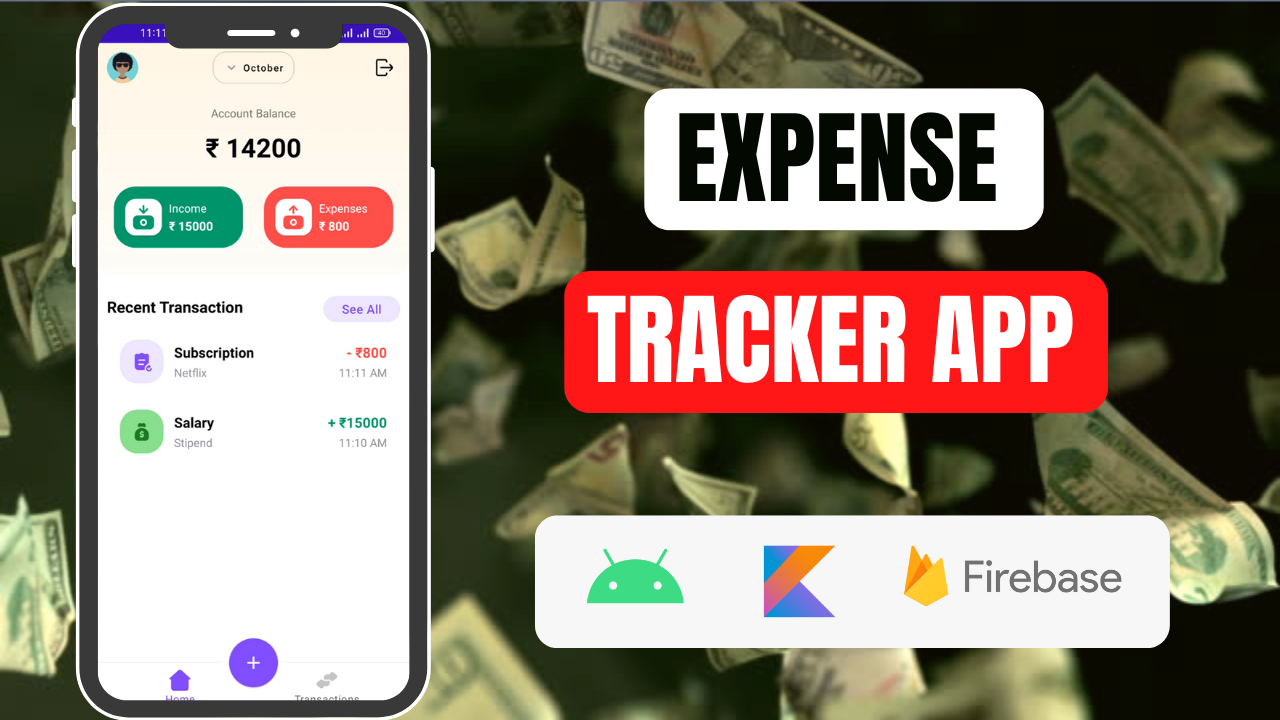 11:11
40
October
Account Balance
₹ 14200
Income
₹ 15000
Expenses
₹ 800
Recent Transaction
See All
Subscription
- ₹800
Netflix
11:11 AM
Salary
+ ₹15000
Stipend
11:10 AM
Home
Transactions
EXPENSE
TRACKER APP
Firebase